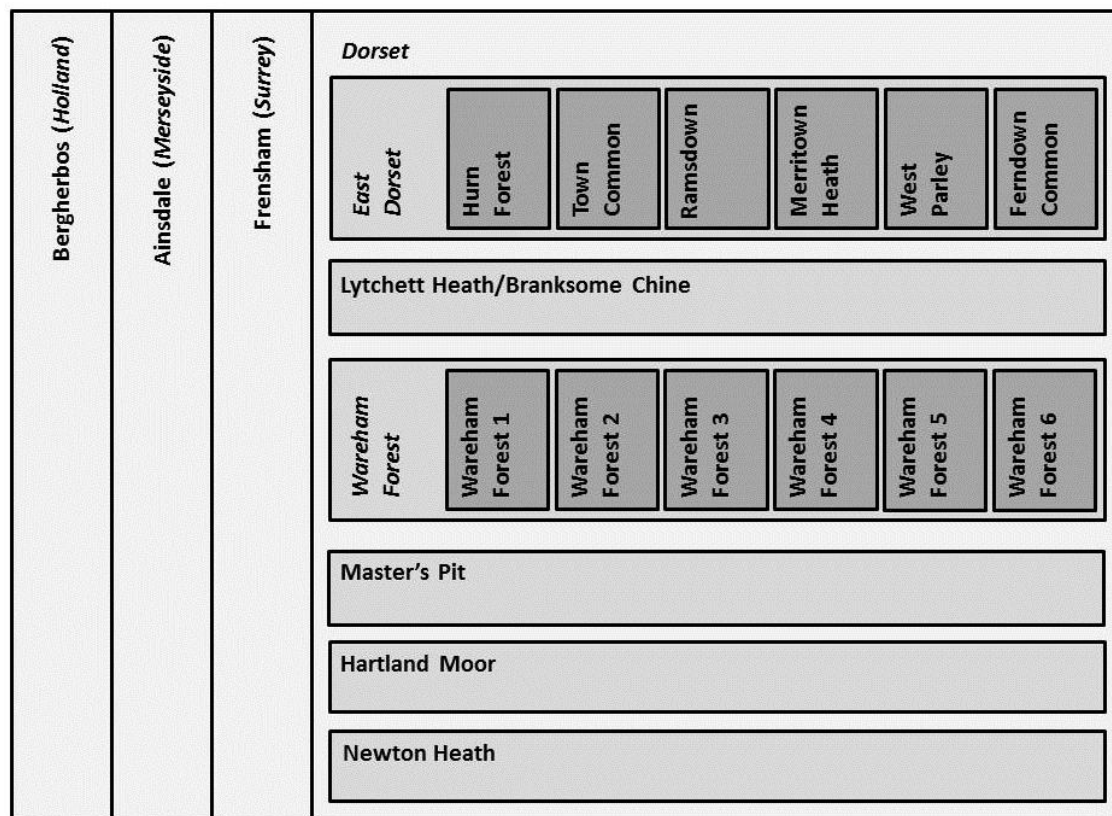 Bergherbos (Holland)
Ainsdale (Merseyside)
Frensham (Surrey)
Dorset
East
Dorset
Hurn
Forest
Town
Common
Ramsdown
Merritown
Heath
West
Parley
Ferndown
Common
Lytchett Heath/Branksome Chine
Wareham
Forest
Wareham
Forest 1
Wareham
Forest 2
Wareham
Forest 3
Wareham
Forest 4
Wareham
Forest 5
Wareham
Forest 6
Master's Pit
Hartland Moor
Newton Heath